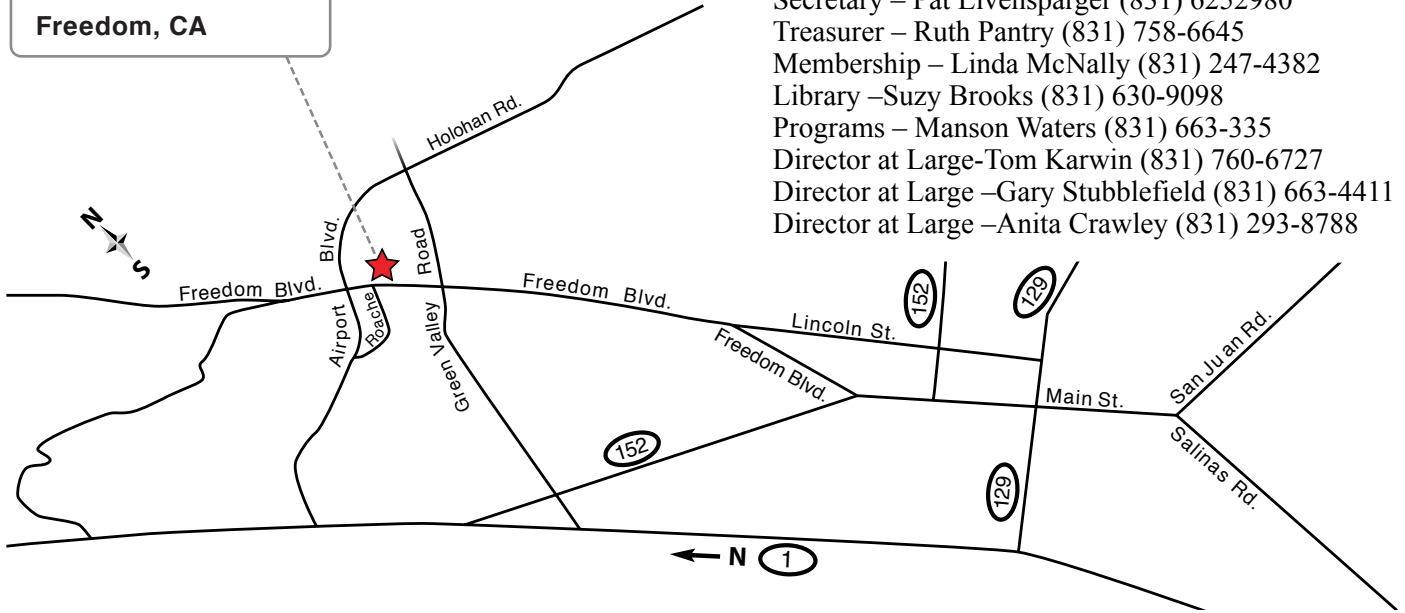 Freedom, CA
Secretary – Pat Elvensparger (831) 6252980
Treasurer – Ruth Pantry (831) 758-6645
Membership – Linda McNally (831) 247-4382
Library –Suzy Brooks (831) 630-9098
Programs – Manson Waters (831) 663-335
Director at Large-Tom Karwin (831) 760-6727
Director at Large –Gary Stubblefield (831) 663-4411
Director at Large –Anita Crawley (831) 293-8788
Holohan Rd.
N
S
Blvd.
Road
Freedom Blvd.
Freedom Blvd.
Airport
Roache
Green Valley
Lincoln St.
Freedom Blvd.
152
129
Main St.
San Juan Rd.
Salinas Rd.
152
129
N 1